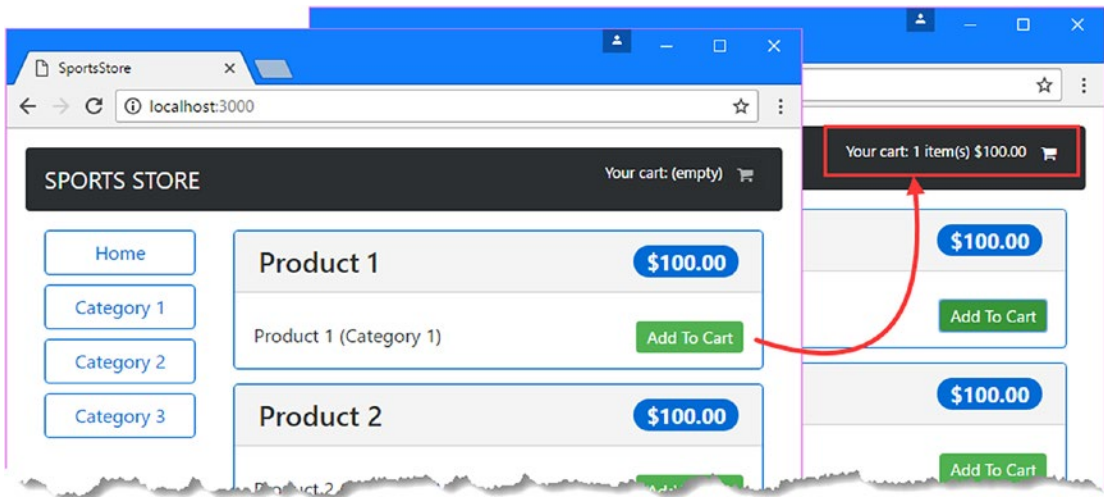 SportsStore
localhost:3000
SPORTS STORE
Your cart: (empty)
Home
Category 1
Category 2
Category 3
Product 1
$100.00
Product 1 (Category 1)
Add To Cart
Product 2
$100.00
Your cart: 1 item(s) $100.00
$100.00
Add To Cart
$100.00
Add To Cart